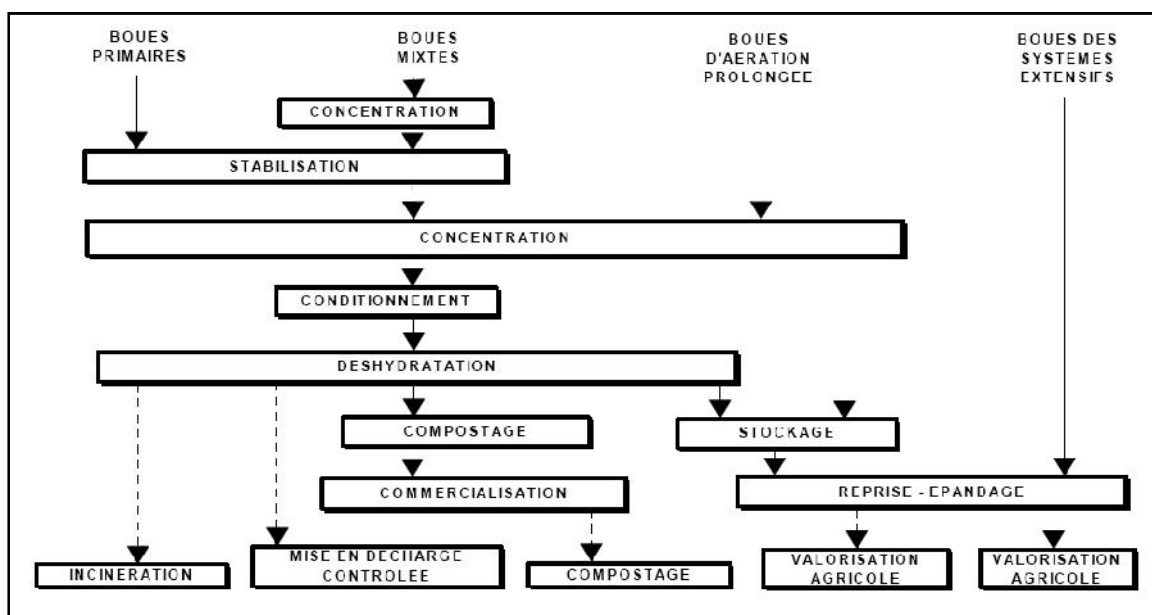 BOUES
PRIMAIRES
BOUES
MIXTES
BOUES
D'AERATION
PROLONGEE
BOUES DES
SYSTEMES
EXTENSIFS
CONCENTRATION
STABILISATION
CONCENTRATION
CONDITIONNEMENT
DESHYDRATATION
COMPOSTAGE
STOCKAGE
COMMERCIALISATION
REPRISE - EPANDAGE
INCINERATION
MISE EN DECHARGE
CONTROLEE
COMPOSTAGE
VALORISATION
AGRICOLE
VALORISATION
AGRICOLE